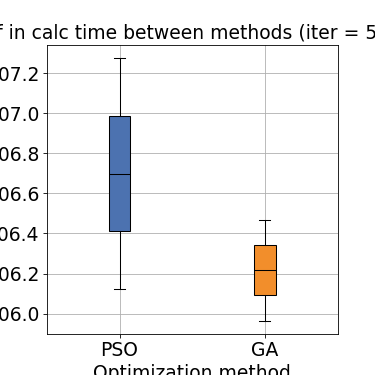 f in calc time between methods (iter = 5
07.2
07.0
06.8
06.6
06.4
06.2
06.0
PSO GA
Optimization method